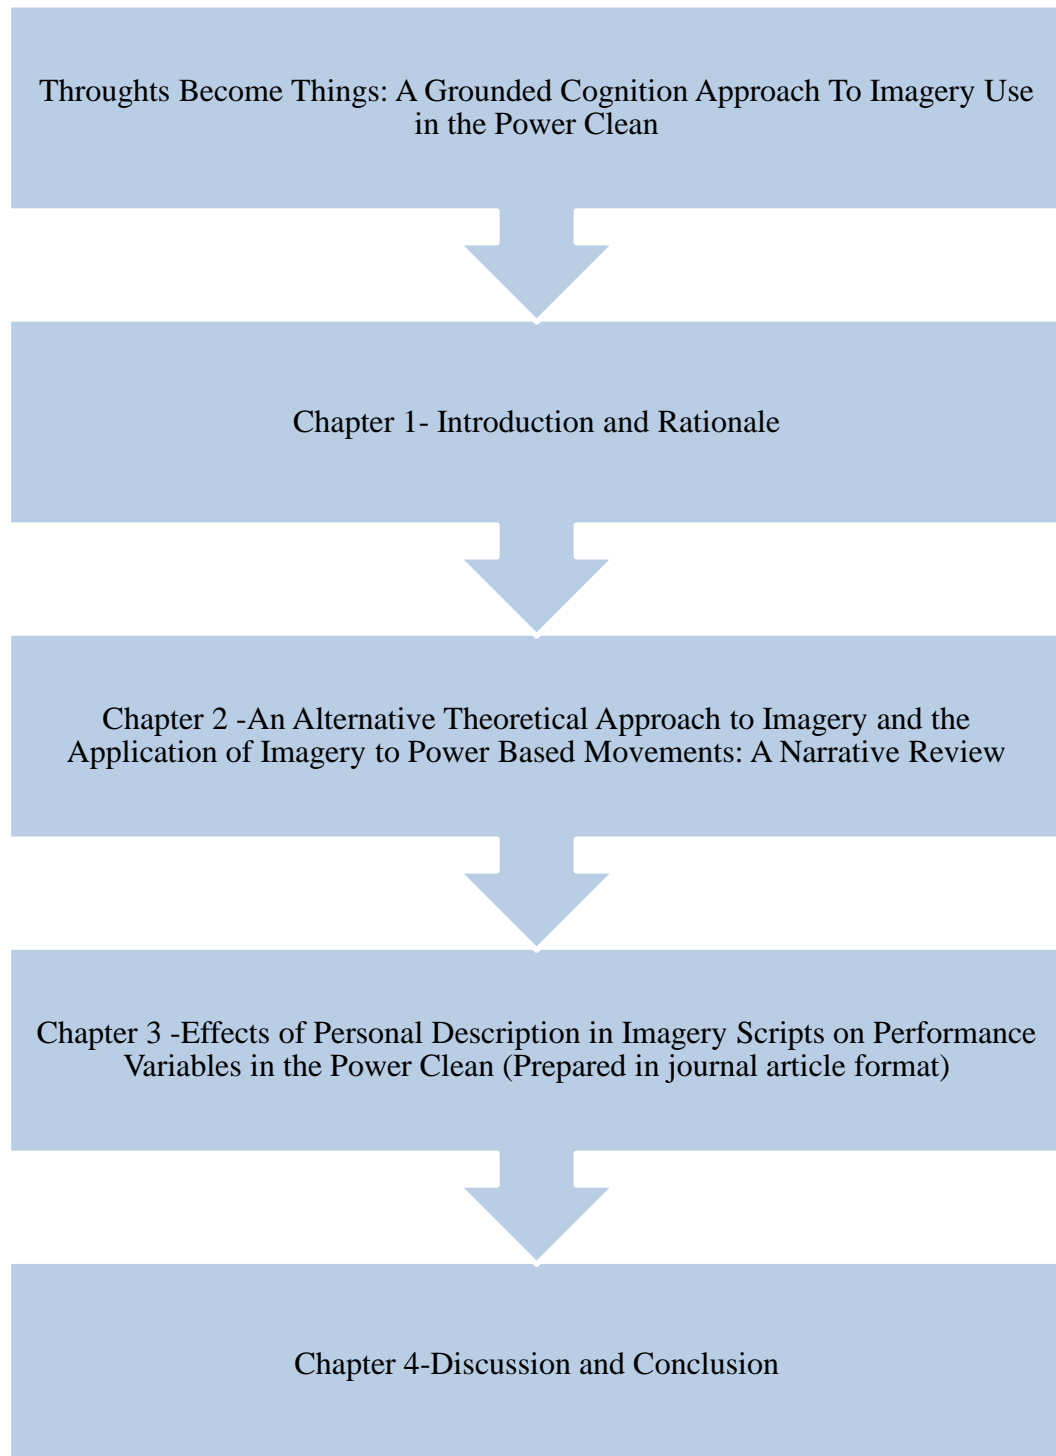 Throughts Become Things: A Grounded Cognition Approach To Imagery Use
in the Power Clean
Chapter 1- Introduction and Rationale
Chapter 2 -An Alternative Theoretical Approach to Imagery and the
Application of Imagery to Power Based Movements: A Narrative Review
Chapter 3 -Effects of Personal Description in Imagery Scripts on Performance
Variables in the Power Clean (Prepared in journal article format)
Chapter 4-Discussion and Conclusion